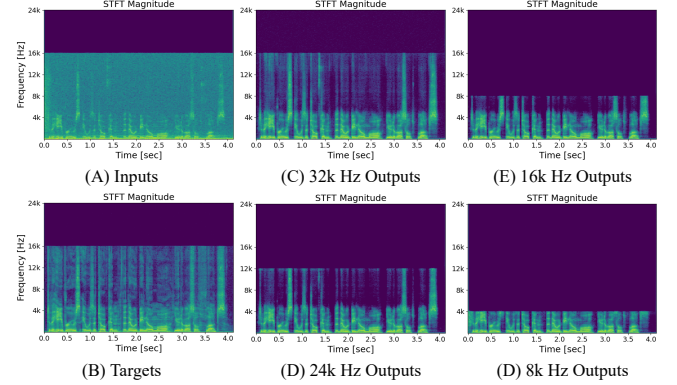 STFT Magnitude STFT Magnitude STFT Magnitude
24k 24k 24k
16k 16k 16k
12k 12k 12k
8k 8k 8k
4k 4k 4k
Frequency [Hz]
0.0 0.5 1.0 1.5 2.0 2.5 3.0 3.5 4.0 0.0 0.5 1.0 1.5 2.0 2.5 3.0 3.5 4.0 0.0 0.5 1.0 1.5 2.0 2.5 3.0 3.5 4.0
Time [sec] Time [sec] Time [sec]
(A) Inputs (C) 32k Hz Outputs (E) 16k Hz Outputs
STFT Magnitude STFT Magnitude STFT Magnitude
24k 24k 24k
16k 16k 16k
12k 12k 12k
8k 8k 8k
4k 4k 4k
Frequency [Hz]
0.0 0.5 1.0 1.5 2.0 2.5 3.0 3.5 4.0 0.0 0.5 1.0 1.5 2.0 2.5 3.0 3.5 4.0 0.0 0.5 1.0 1.5 2.0 2.5 3.0 3.5 4.0
Time [sec] Time [sec] Time [sec]
(B) Targets (D) 24k Hz Outputs (D) 8k Hz Outputs